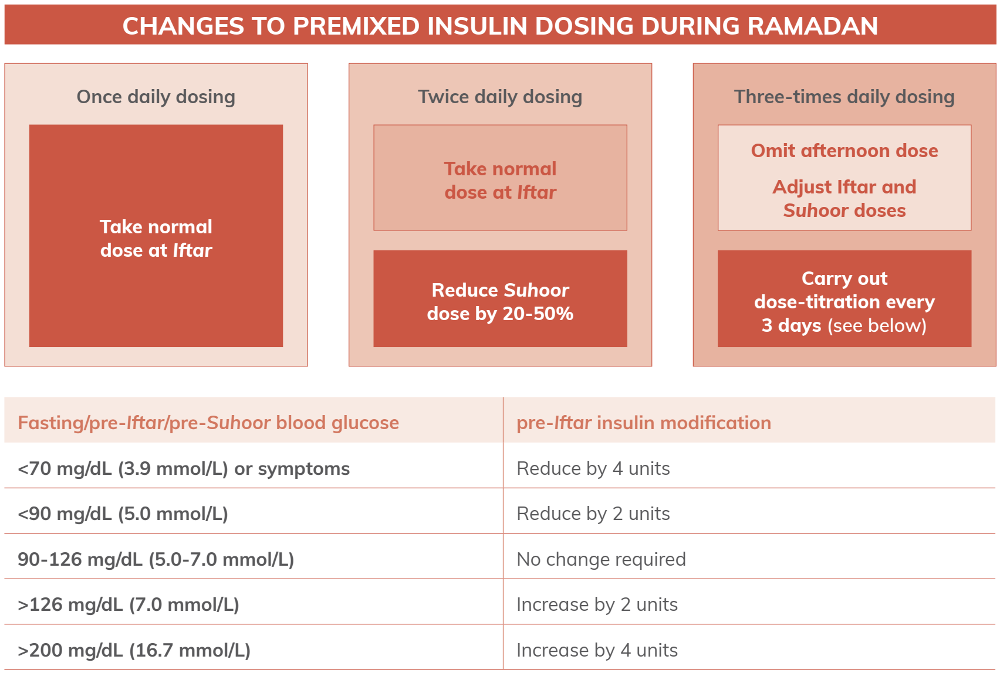 CHANGES TO PREMIXED INSULIN DOSING DURING RAMADAN
Once daily dosing
Take normal
dose at Iftar
Twice daily dosing
Take normal
dose at Iftar
Reduce Suhoor
dose by 20-50%
Three-times daily dosing
Omit afternoon dose
Adjust Iftar and
Suhoor doses
Carry out
dose-titration every
3 days (see below)
Fasting/pre-Iftar/pre-Suhoor blood glucose pre-Iftar insulin modification
<70 mg/dL (3.9 mmol/L) or symptoms Reduce by 4 units
<90 mg/dL (5.0 mmol/L) Reduce by 2 units
90-126 mg/dL (5.0-7.0 mmol/L) No change required
>126 mg/dL (7.0 mmol/L) Increase by 2 units
>200 mg/dL (16.7 mmol/L) Increase by 4 units